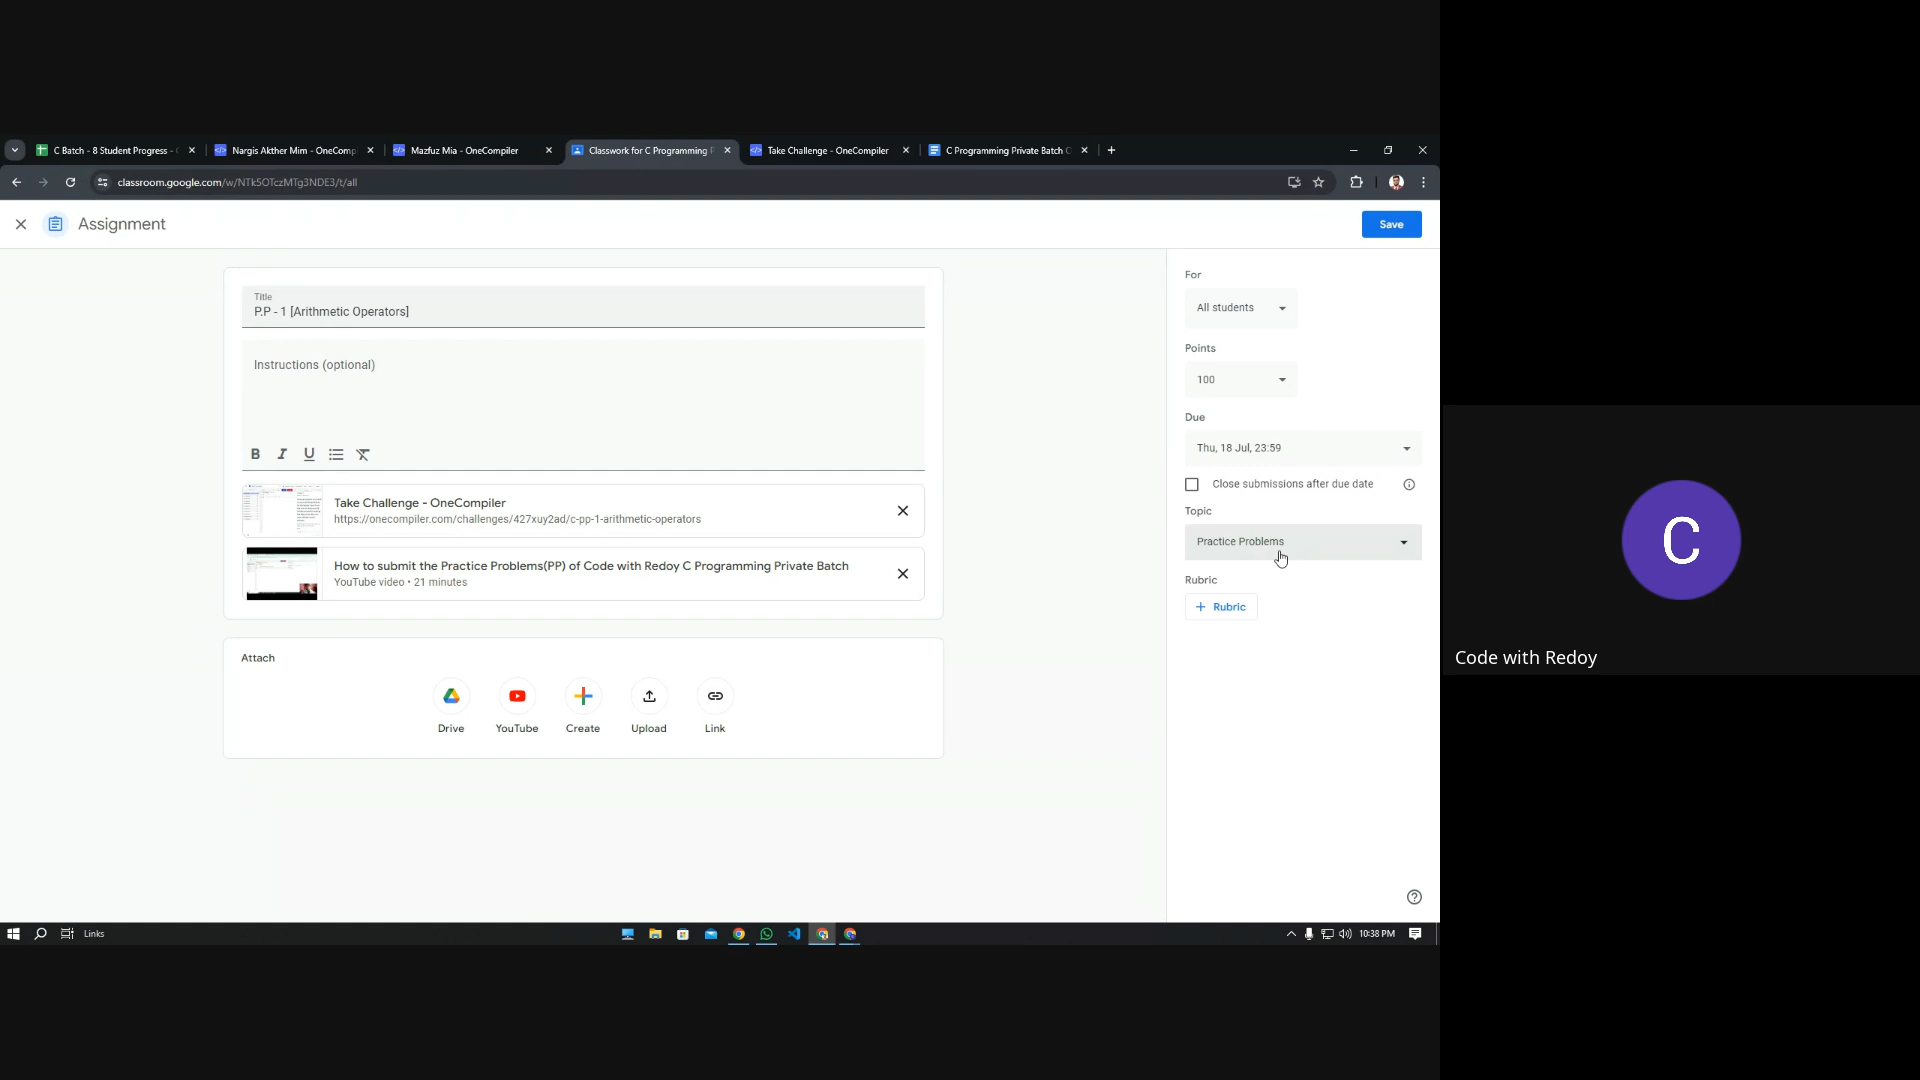 C Batch - 8 Student Progress -
Nargis Akther Mim - OneComp
Mazfuz Mia - OneCompiler
Classwork for C Programming P
Take Challenge - OneCompiler
C Programming Private Batch C
classroom.google.com/w/NTk5OTczMTg3NDE3/t/all
Assignment
Save
Title
P.P - 1 [Arithmetic Operators]
Instructions (optional)
B I U
Take Challenge - OneCompiler
https://onecompiler.com/challenges/427xuy2ad/c-pp-1-arithmetic-operators
How to submit the Practice Problems(PP) of Code with Redoy C Programming Private Batch
YouTube video • 21 minutes
Attach
Drive
YouTube
Create
Upload
Link
For
All students
Points
100
Due
Thu, 18 Jul, 23:59
Close submissions after due date
Topic
Practice Problems
Rubric
+ Rubric
Links
10:38 PM
C
Code with Redoy